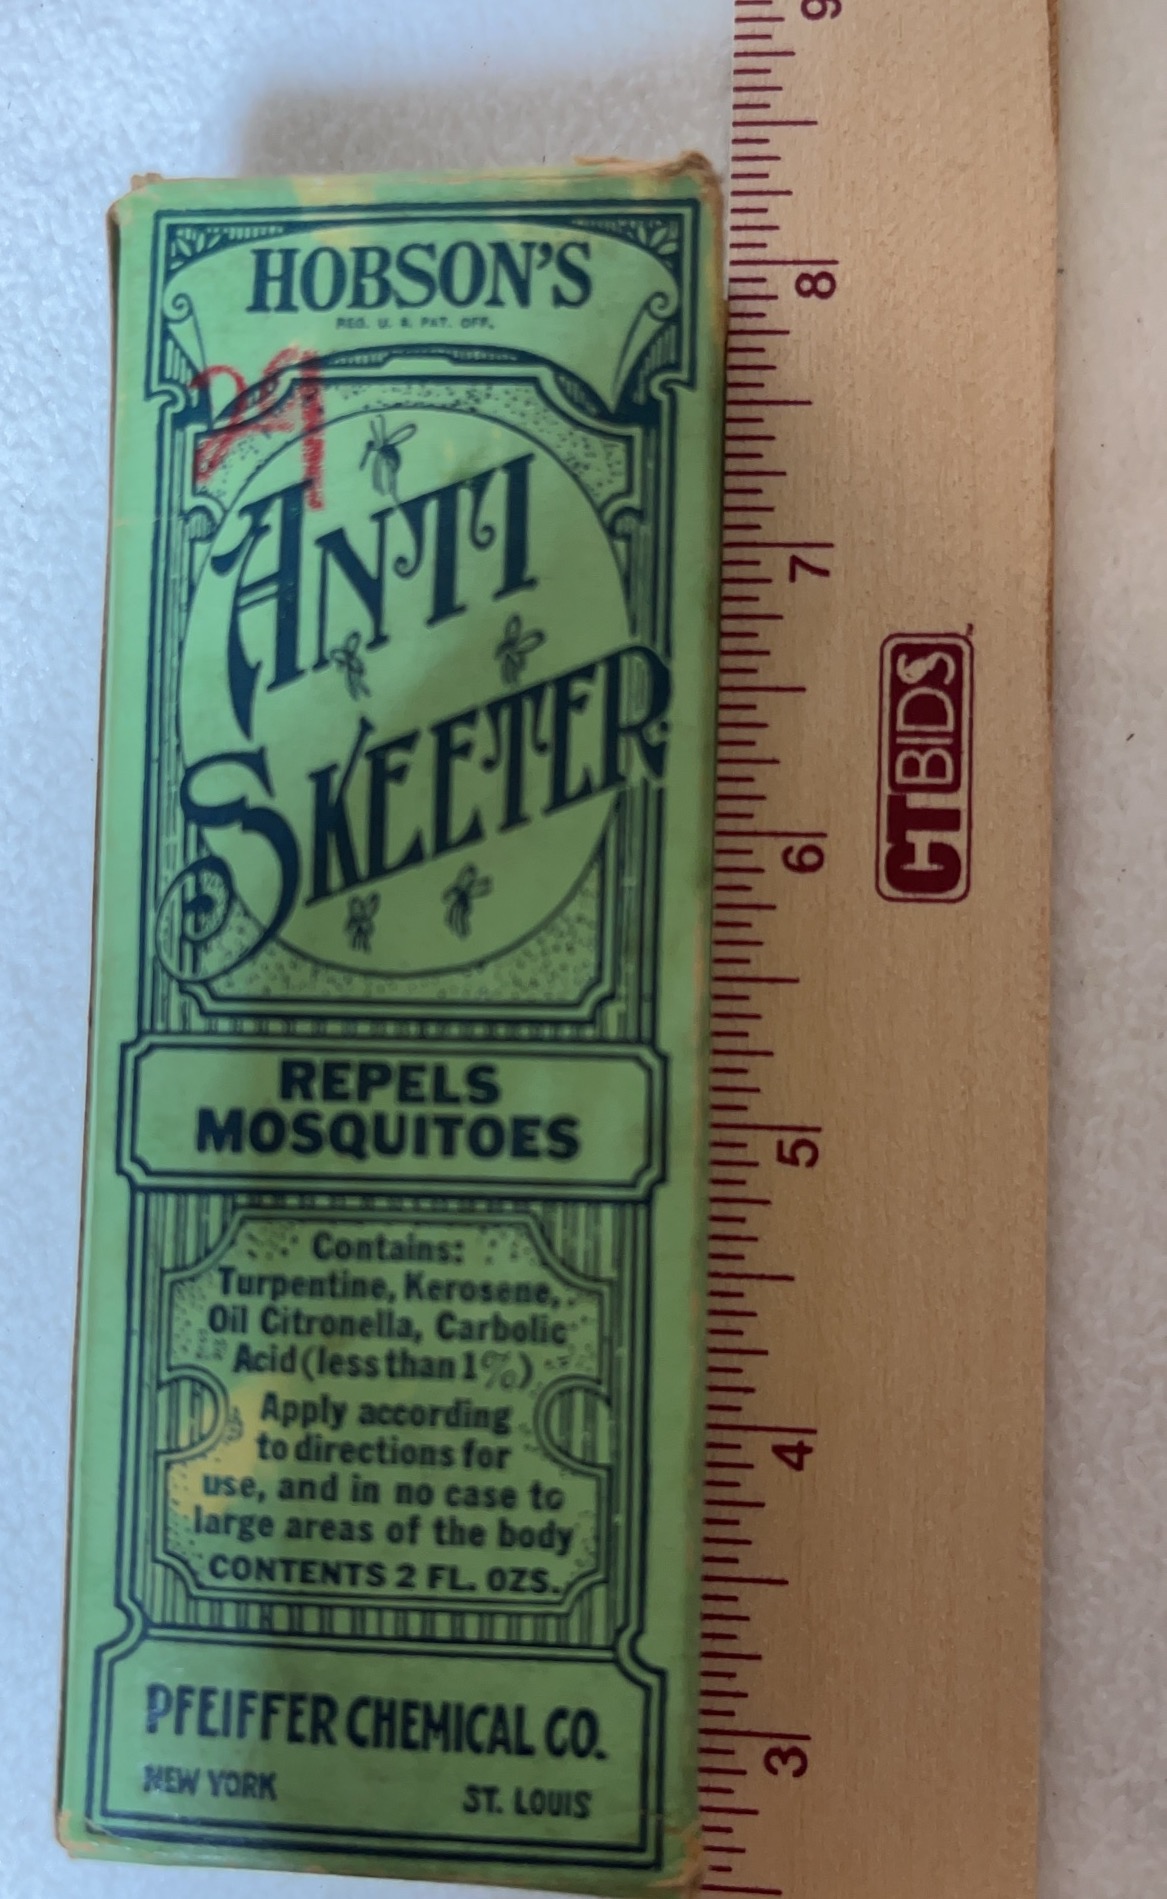 HOBSON'S
REG. U. S. PAT. OFF.
29
ANTI
SKEETER
REPELS
MOSQUITOES
Contains:
Turpentine, Kerosene,
Oil Citronella, Carbolic
Acid (less than 1%)
Apply according
to directions for
use, and in no case to
large areas of the body
CONTENTS 2 FL. OZS.
PFEIFFER CHEMICAL CO.
NEW YORK ST. LOUIS
9
8
7
6
5
4
3
CTBIDS™